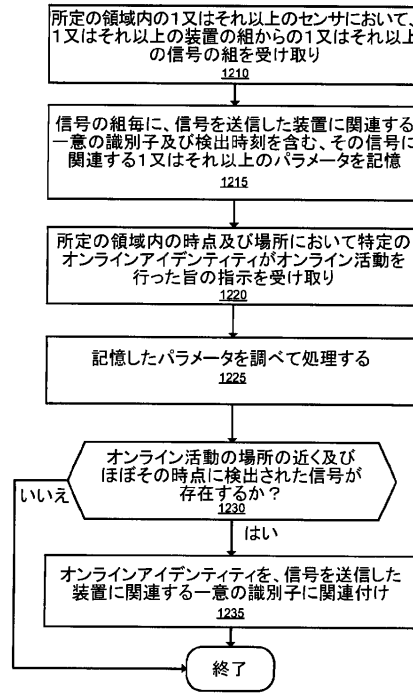 所定の領域内の1又はそれ以上のセンサにおいて、
1又はそれ以上の装置の組からの1又はそれ以上
の信号の組を受け取り
1210
信号の組毎に、信号を送信した装置に関連する
一意の識別子及び検出時刻を含む、その信号に
関連する1又はそれ以上のパラメータを記憶
1215
所定の領域内の時点及び場所において特定の
オンラインアイデンティティがオンライン活動を
行った旨の指示を受け取り
1220
記憶したパラメータを調べて処理する
1225
オンライン活動の場所の近く及び
ほぼその時点に検出された信号が
存在するか?
1230
いいえ
はい
オンラインアイデンティティを、信号を送信した
装置に関連する一意の識別子に関連付け
1235
終了